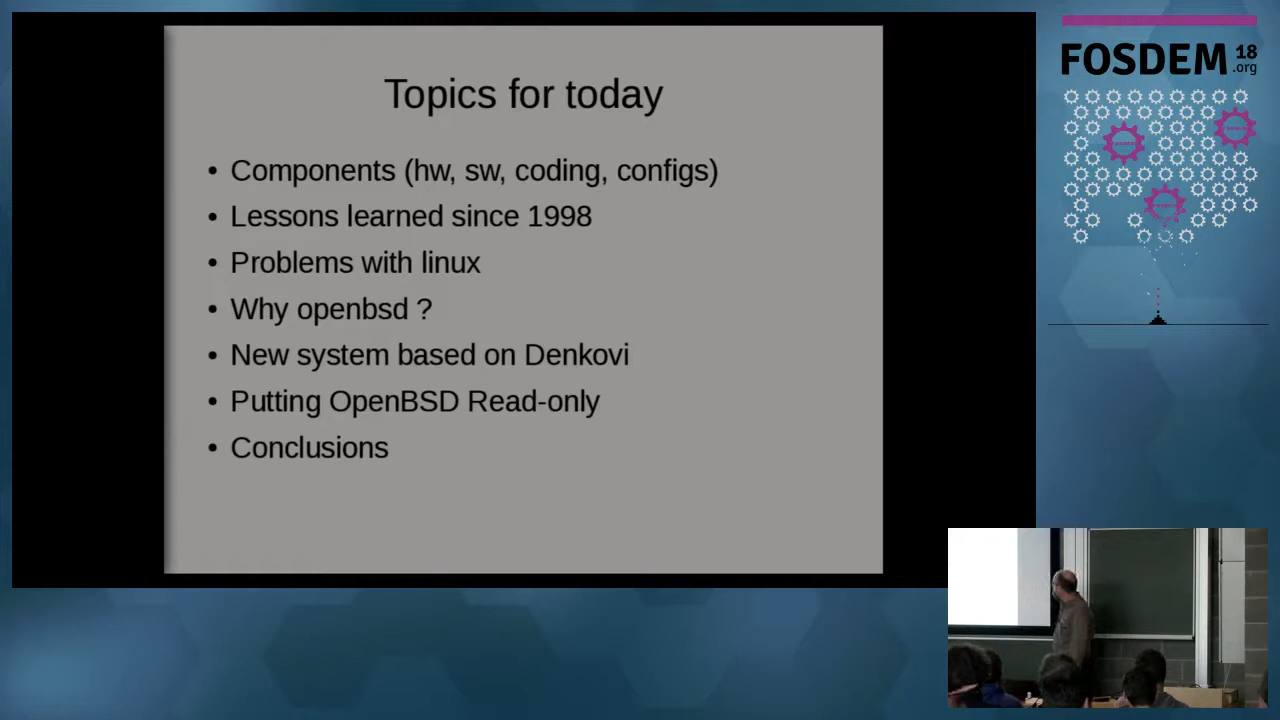 Topics for today
• Components (hw, sw, coding, configs)
• Lessons learned since 1998
• Problems with linux
• Why openbsd ?
• New system based on Denkovi
• Putting OpenBSD Read-only
• Conclusions
FOSDEM 18
.org